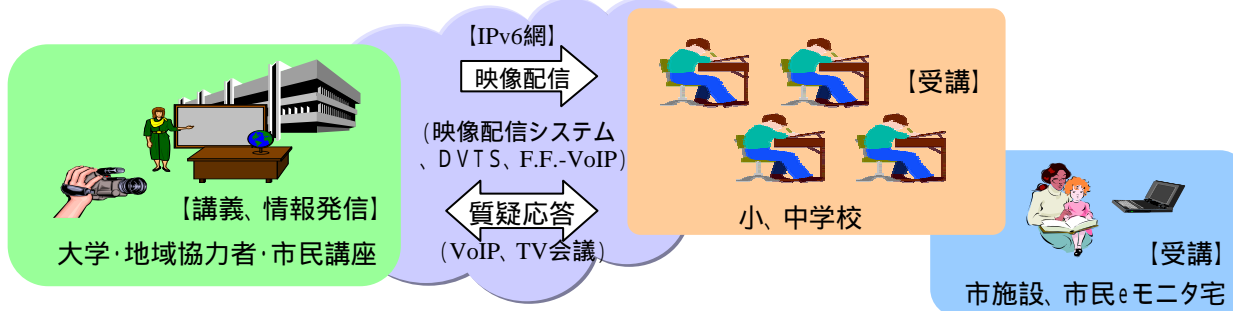 【IPv6網】
映像配信
(映像配信システム
、DVTS、F.F.-VoIP)
質疑応答
(VoIP、TV会議)
【講義、情報発信】
大学・地域協力者・市民講座
【受講】
小、中学校
【受講】
市施設、市民eモニタ宅